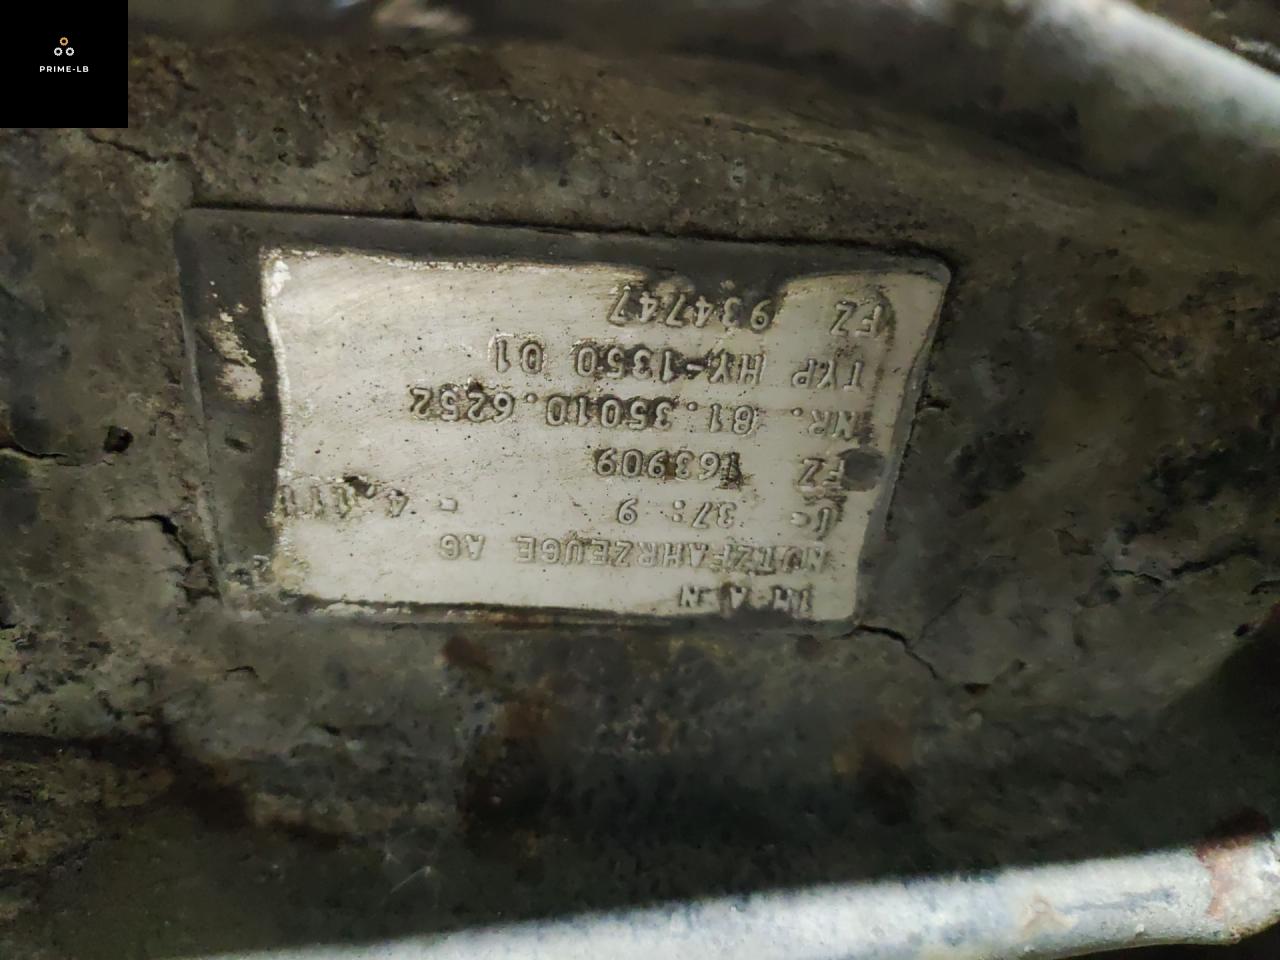 PRIME-LB
M A N
NUTZFAHRZEUGE AG
I- 37: 9 - 4.111
FZ 163909
NR. 81.35010.6252
TYP HY-1350 01
FZ 934747